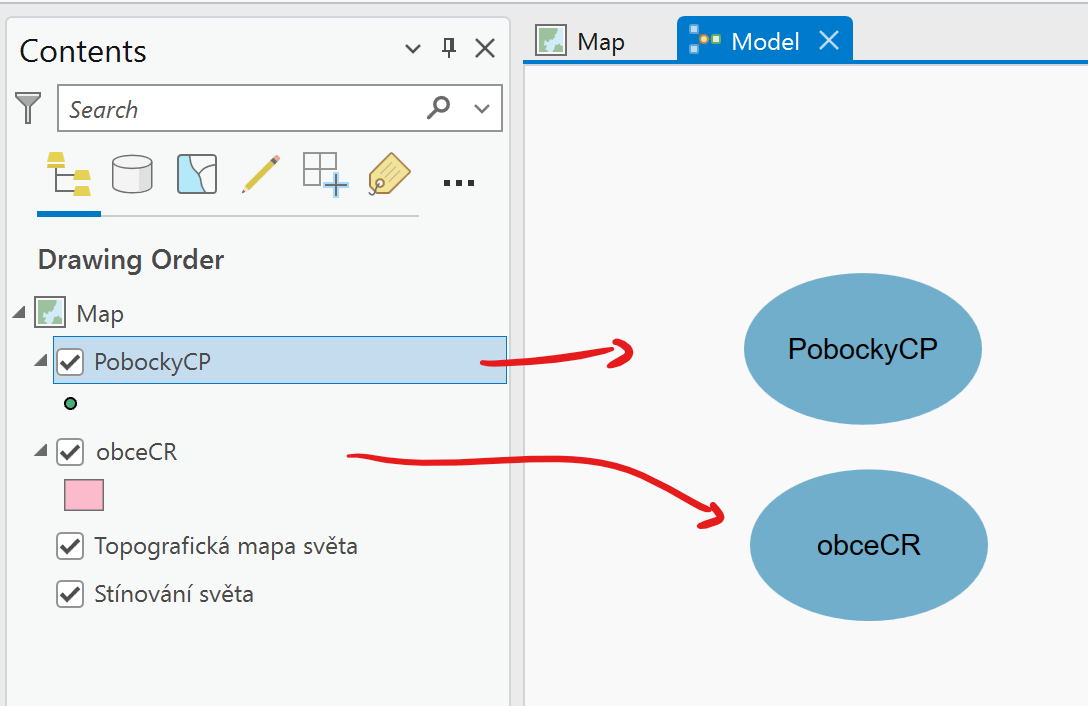 Contents
Search
Drawing Order
Map
PobockyCP
obceCR
Topografická mapa světa
Stínování světa
Map
Model
PobockyCP
obceCR